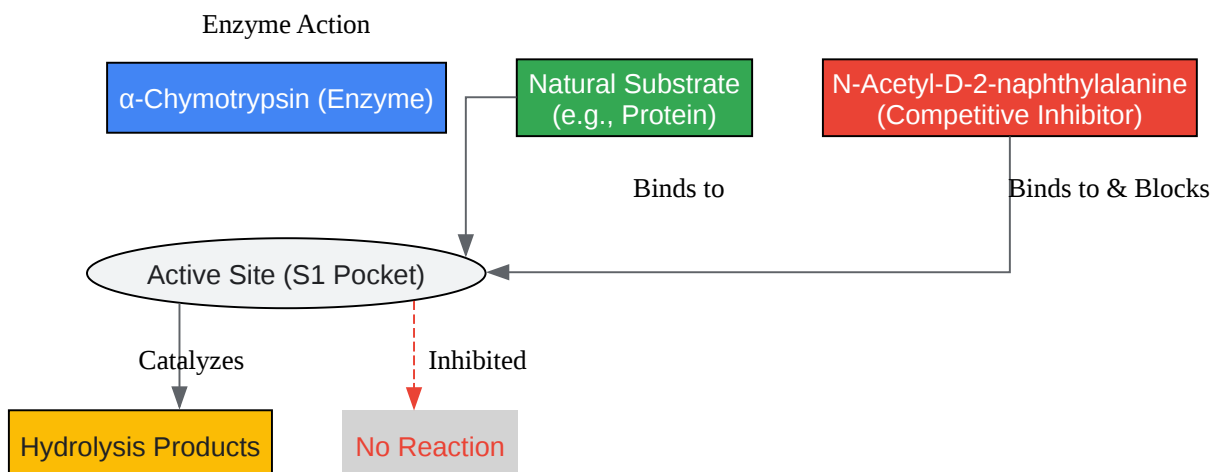 Enzyme Action
α-Chymotrypsin (Enzyme)
Natural Substrate
(e.g., Protein)
N-Acetyl-D-2-naphthylalanine
(Competitive Inhibitor)
Binds to
Binds to & Blocks
Active Site (S1 Pocket)
Catalyzes
Inhibited
Hydrolysis Products
No Reaction